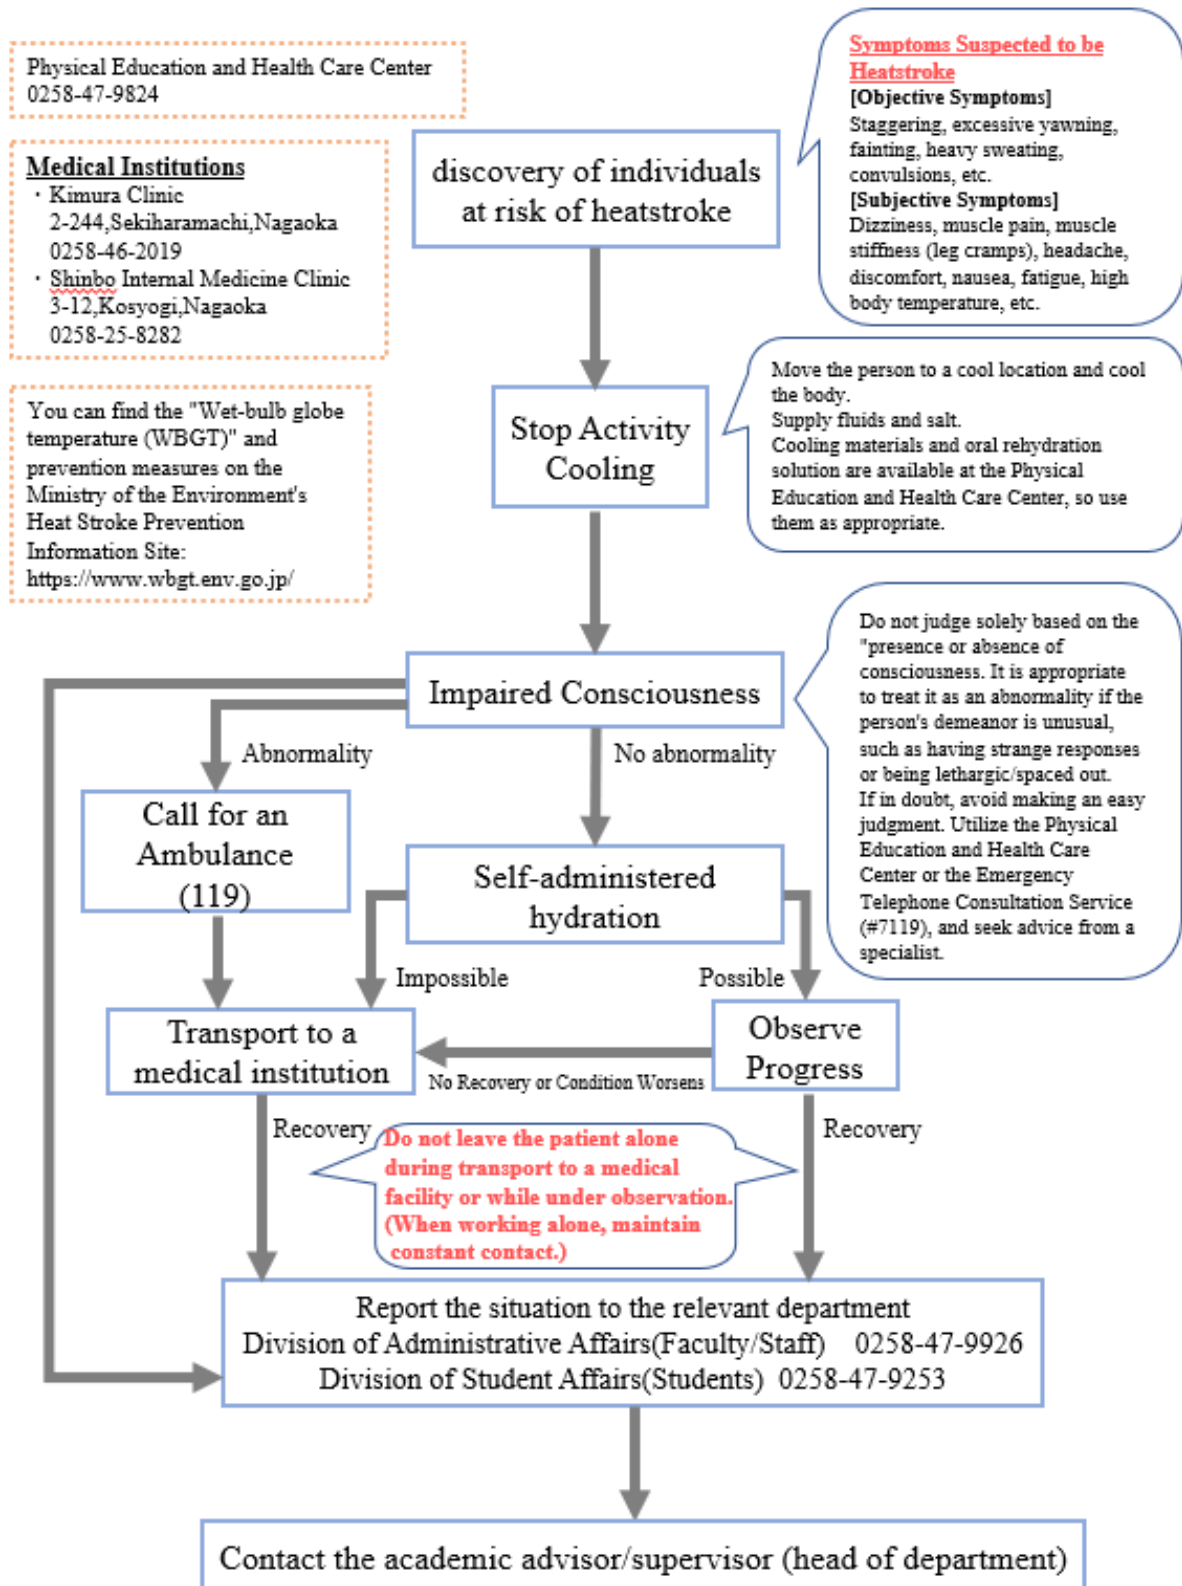 Physical Education and Health Care Center
0258-47-9824
Medical Institutions
・Kimura Clinic
2-244,Sekiharamachi,Nagaoka
0258-46-2019
・Shinbo Internal Medicine Clinic
3-12,Kosyogi,Nagaoka
0258-25-8282
You can find the "Wet-bulb globe
temperature (WBGT)" and
prevention measures on the
Ministry of the Environment's
Heat Stroke Prevention
Information Site:
https://www.wbgt.env.go.jp/
discovery of individuals
at risk of heatstroke
Symptoms Suspected to be
Heatstroke
[Objective Symptoms]
Staggering, excessive yawning,
fainting, heavy sweating,
convulsions, etc.
[Subjective Symptoms]
Dizziness, muscle pain, muscle
stiffness (leg cramps), headache,
discomfort, nausea, fatigue, high
body temperature, etc.
Stop Activity
Cooling
Move the person to a cool location and cool
the body.
Supply fluids and salt.
Cooling materials and oral rehydration
solution are available at the Physical
Education and Health Care Center, so use
them as appropriate.
Impaired Consciousness
Do not judge solely based on the
"presence or absence of
consciousness. It is appropriate
to treat it as an abnormality if the
person's demeanor is unusual,
such as having strange responses
or being lethargic/spaced out.
If in doubt, avoid making an easy
judgment. Utilize the Physical
Education and Health Care
Center or the Emergency
Telephone Consultation Service
(#7119), and seek advice from a
specialist.
Abnormality
No abnormality
Call for an
Ambulance
(119)
Self-administered
hydration
Impossible
Possible
Transport to a
medical institution
Observe
Progress
No Recovery or Condition Worsens
Recovery
Do not leave the patient alone
during transport to a medical
facility or while under observation.
(When working alone, maintain
constant contact.)
Recovery
Report the situation to the relevant department
Division of Administrative Affairs(Faculty/Staff) 0258-47-9926
Division of Student Affairs(Students) 0258-47-9253
Contact the academic advisor/supervisor (head of department)